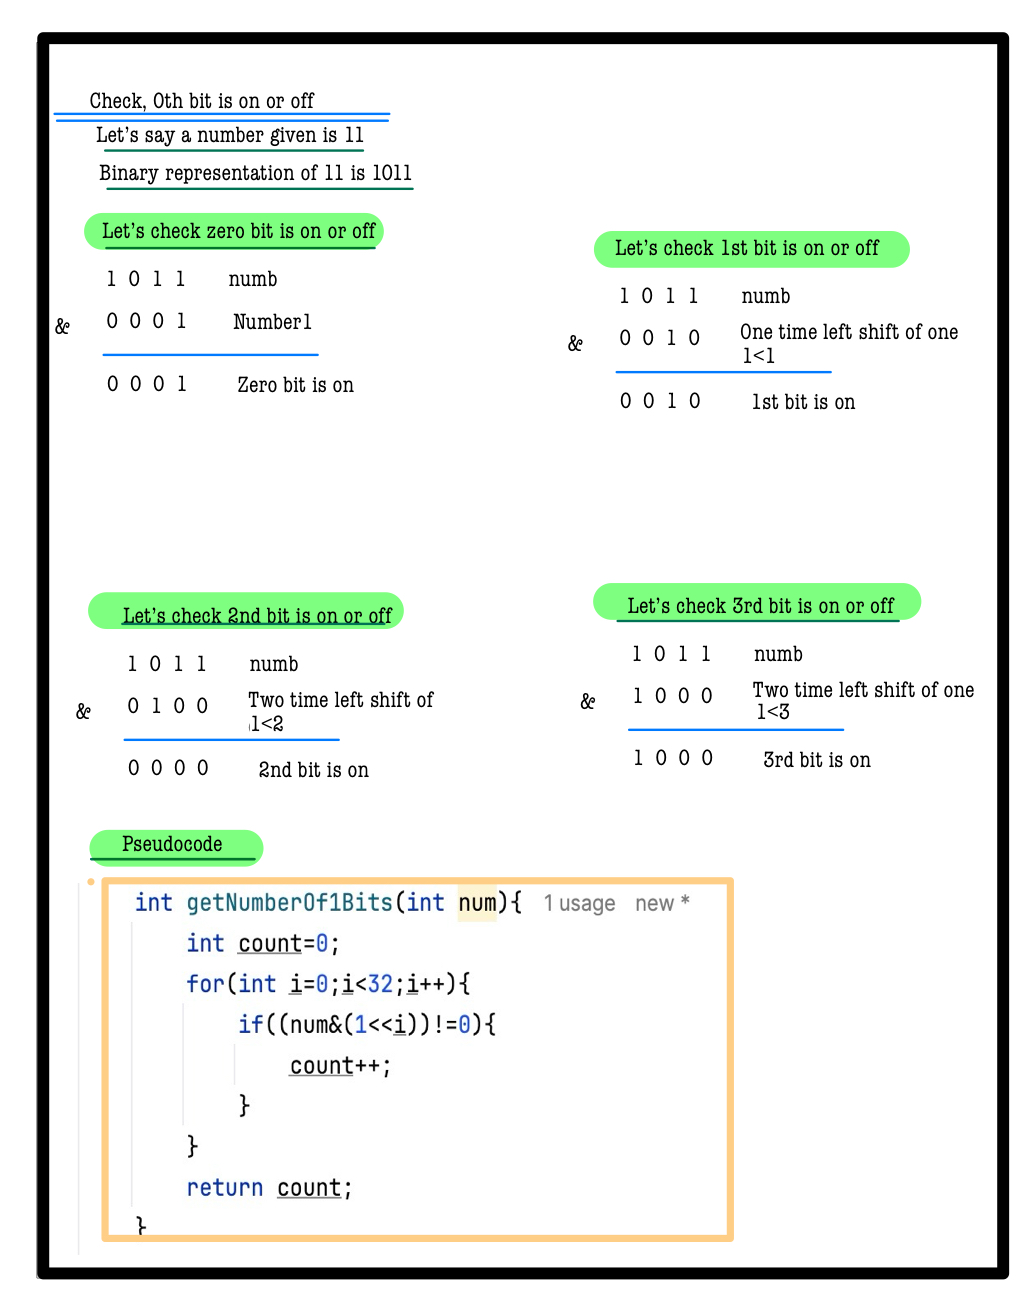 Check, 0th bit is on or off
Let's say a number given is 11
Binary representation of 11 is 1011
Let's check zero bit is on or off
1 0 1 1 numb
& 0 0 0 1 Number1
0 0 0 1 Zero bit is on
Let's check 1st bit is on or off
1 0 1 1 numb
& 0 0 1 0 One time left shift of one
1<1
0 0 1 0 1st bit is on
Let's check 2nd bit is on or off
1 0 1 1 numb
& 0 1 0 0 Two time left shift of
1<2
0 0 0 0 2nd bit is on
Let's check 3rd bit is on or off
1 0 1 1 numb
& 1 0 0 0 Two time left shift of one
1<3
1 0 0 0 3rd bit is on
Pseudocode
int getNumberOf1Bits(int num){ 1 usage new *
int count=0;
for(int i=0;i<32;i++){
if((num&(1<<i))!=0){
count++;
}
}
return count;
}